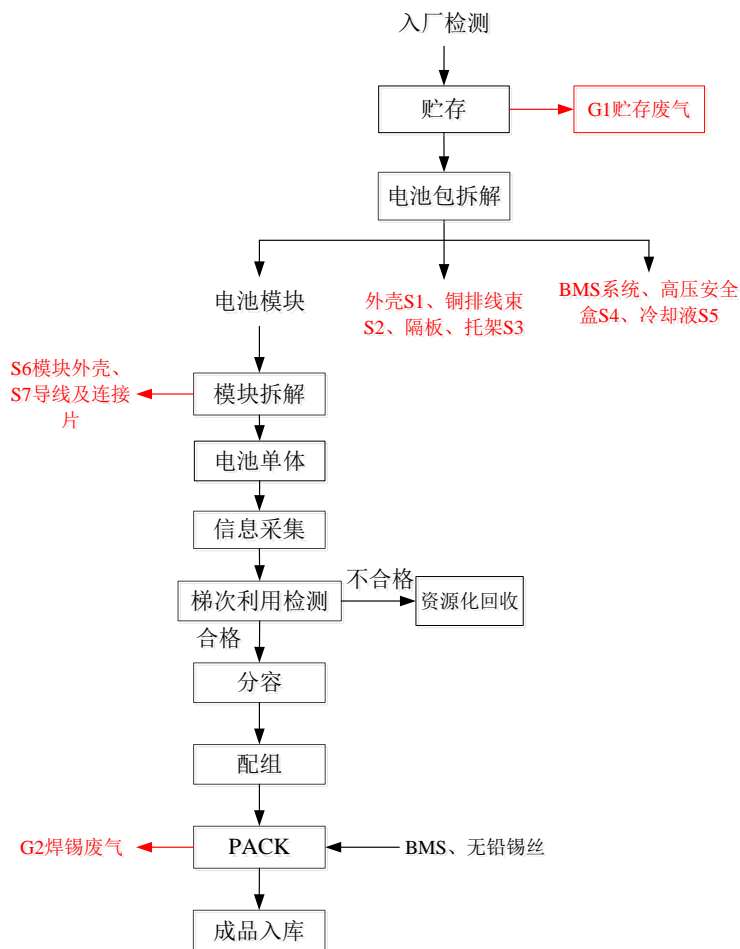 入厂检测
贮存
G1贮存废气
电池包拆解
电池模块
外壳S1、铜排线束
S2、隔板、托架S3
BMS系统、高压安全
盒S4、冷却液S5
S6模块外壳、
S7导线及连接
片
模块拆解
电池单体
信息采集
梯次利用检测
不合格
资源化回收
合格
分容
配组
G2焊锡废气
PACK
BMS、无铅锡丝
成品入库